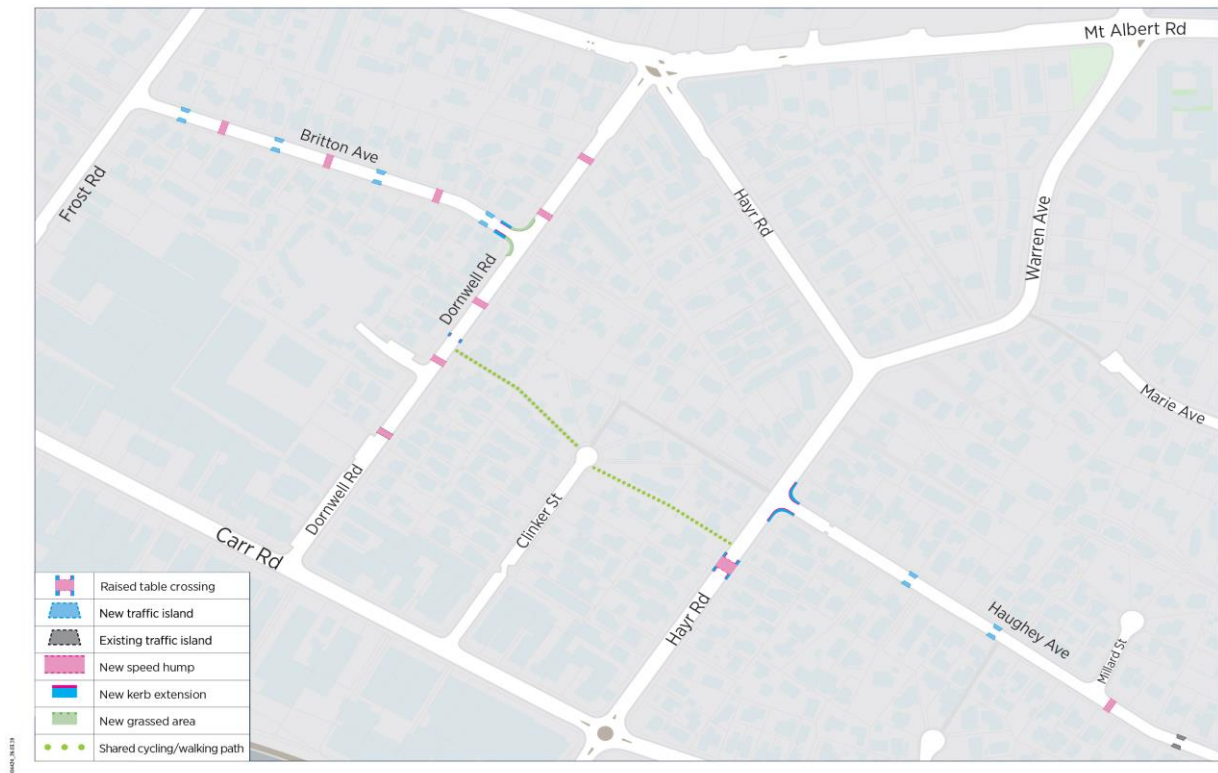 Mt Albert Rd
Britton Ave
Frost Rd
Hayr Rd
Warren Ave
Dornwell Rd
Marie Ave
Dornwell Rd
Clinker St
Carr Rd
Hayr Rd
Haughey Ave
Millard St
Raised table crossing
New traffic island
Existing traffic island
New speed hump
New kerb extension
New grassed area
Shared cycling/walking path